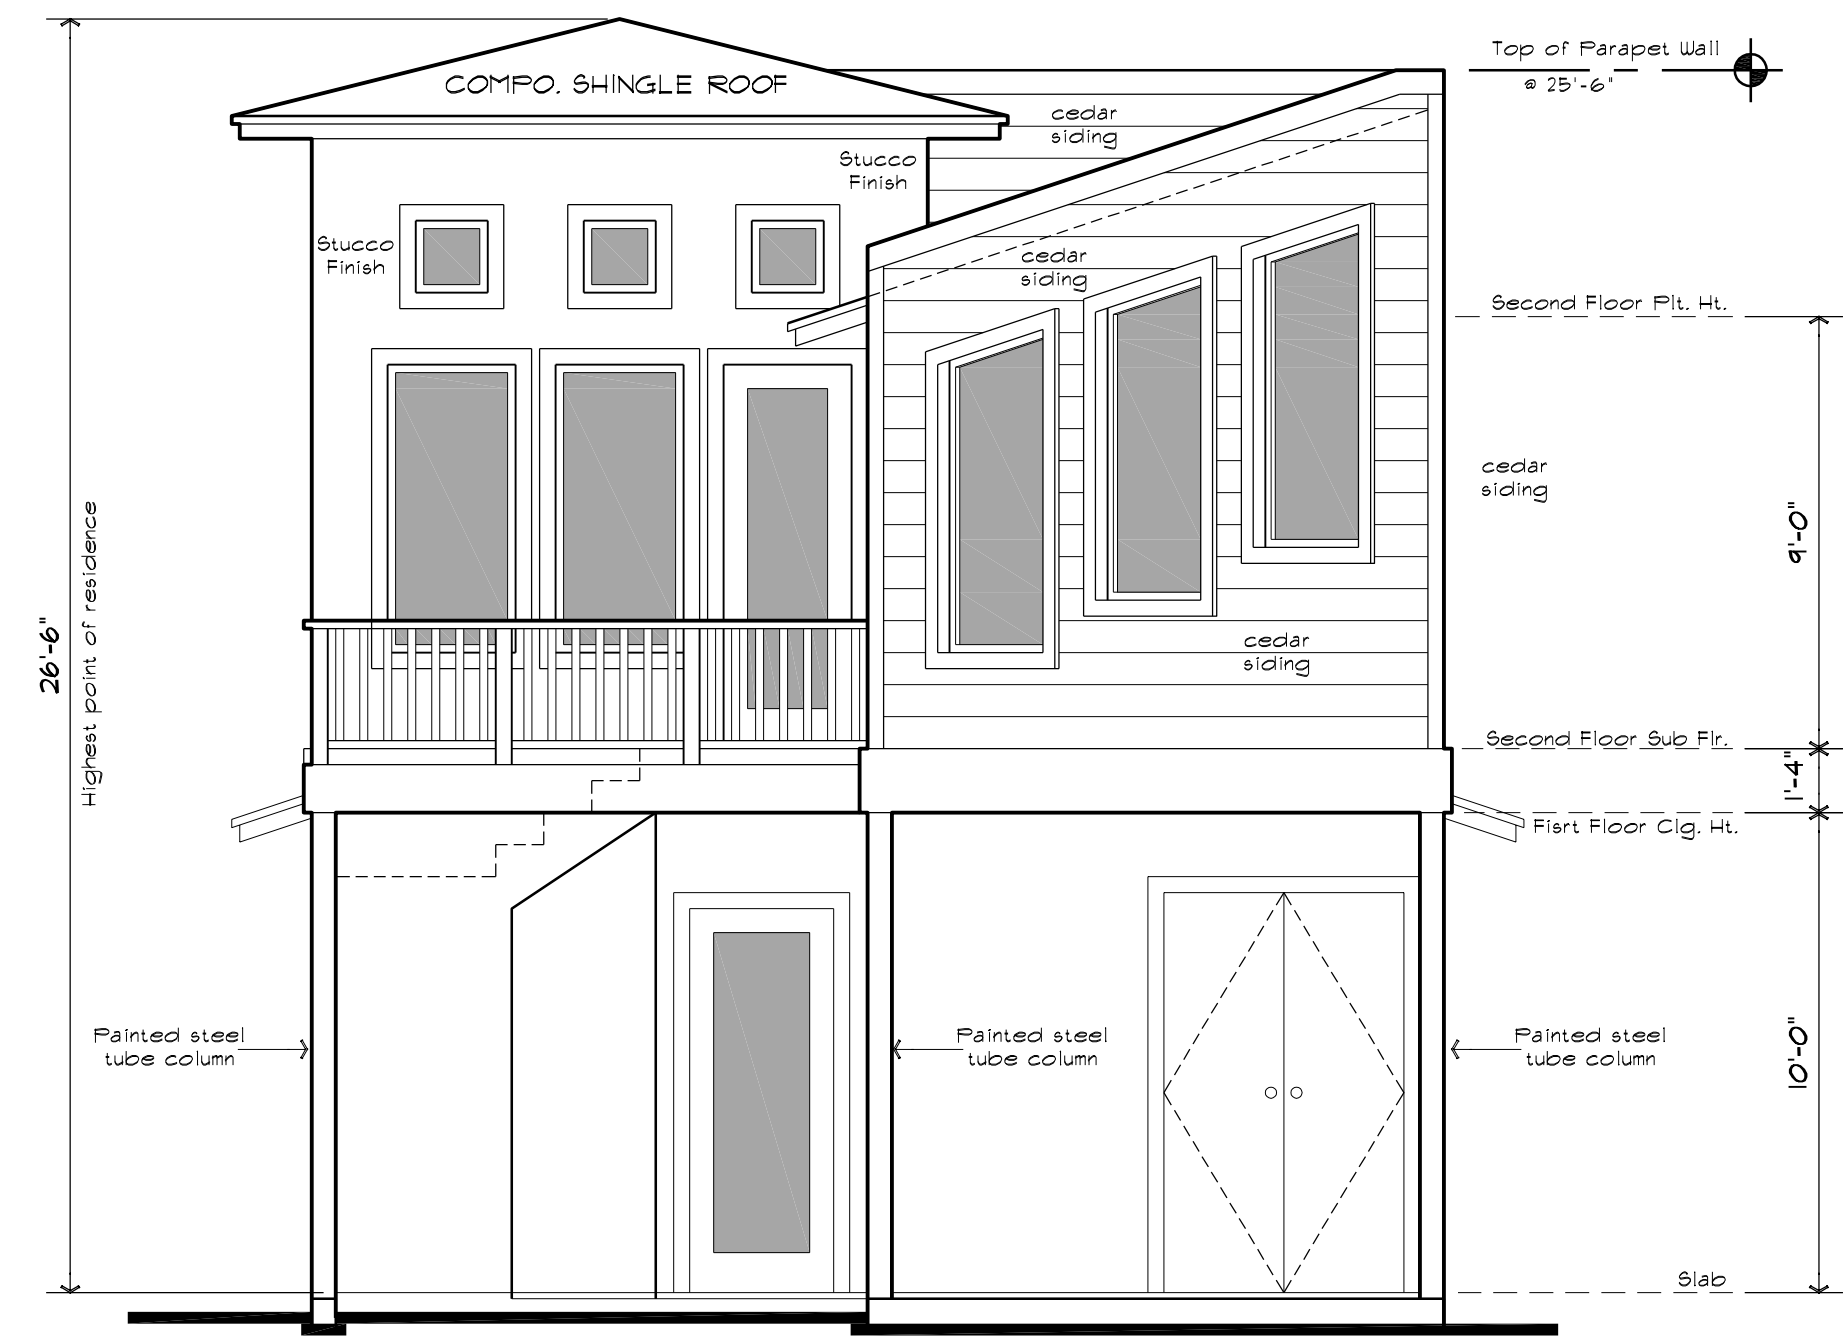 Top of Parapet Wall
@ 25'-6"
COMPO. SHINGLE ROOF
cedar
siding
Stucco
Finish
Stucco
Finish
cedar
siding
Second Floor Plt. Ht.
cedar
siding
9'-0"
Highest point of residence
26'-6"
cedar
siding
Second Floor Sub Flr.
1'-4"
Fisrt Floor Clg. Ht.
Painted steel
tube column
Painted steel
tube column
Painted steel
tube column
10'-0"
Slab